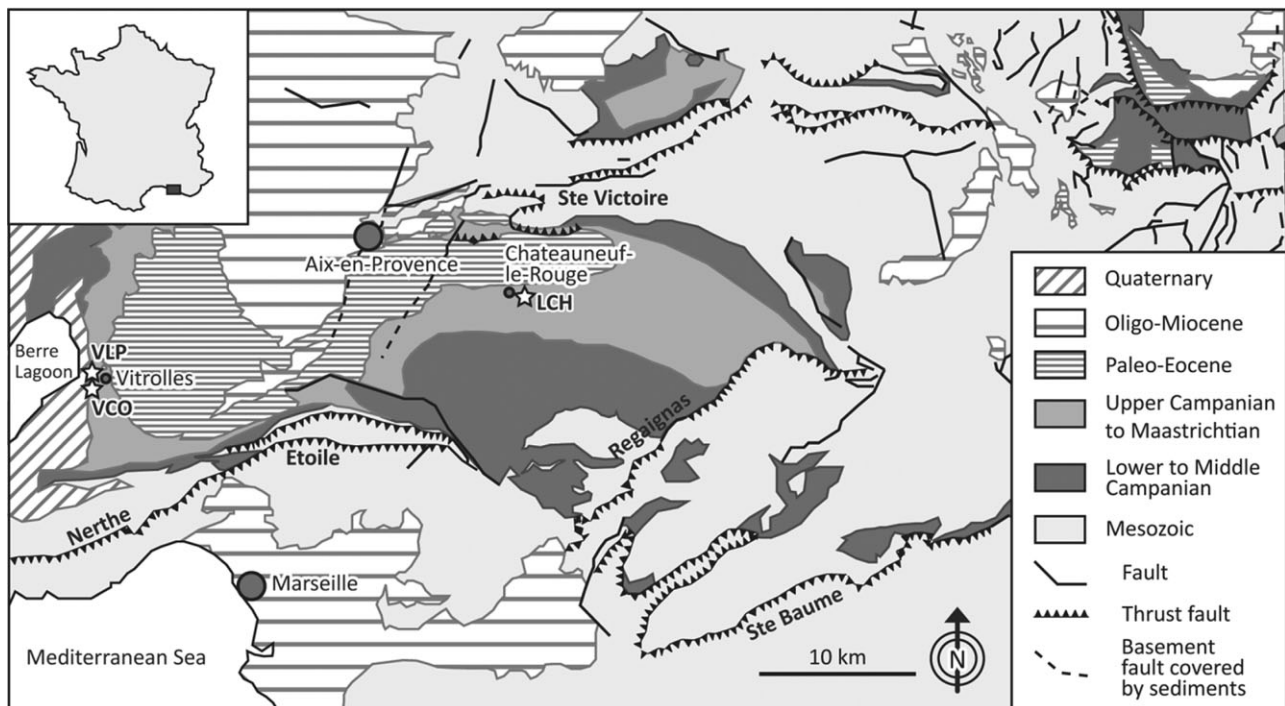 Ste Victoire
Aix-en-Provence
Chateauneuf-
le-Rouge
LCH
Berre
Lagoon
VLP
Vitrolles
VCO
Etoile
Regaignas
Nerthe
Marseille
Ste Baume
Mediterranean Sea
10 km
N
Quaternary
Oligo-Miocene
Paleo-Eocene
Upper Campanian
to Maastrichtian
Lower to Middle
Campanian
Mesozoic
Fault
Thrust fault
Basement
fault covered
by sediments